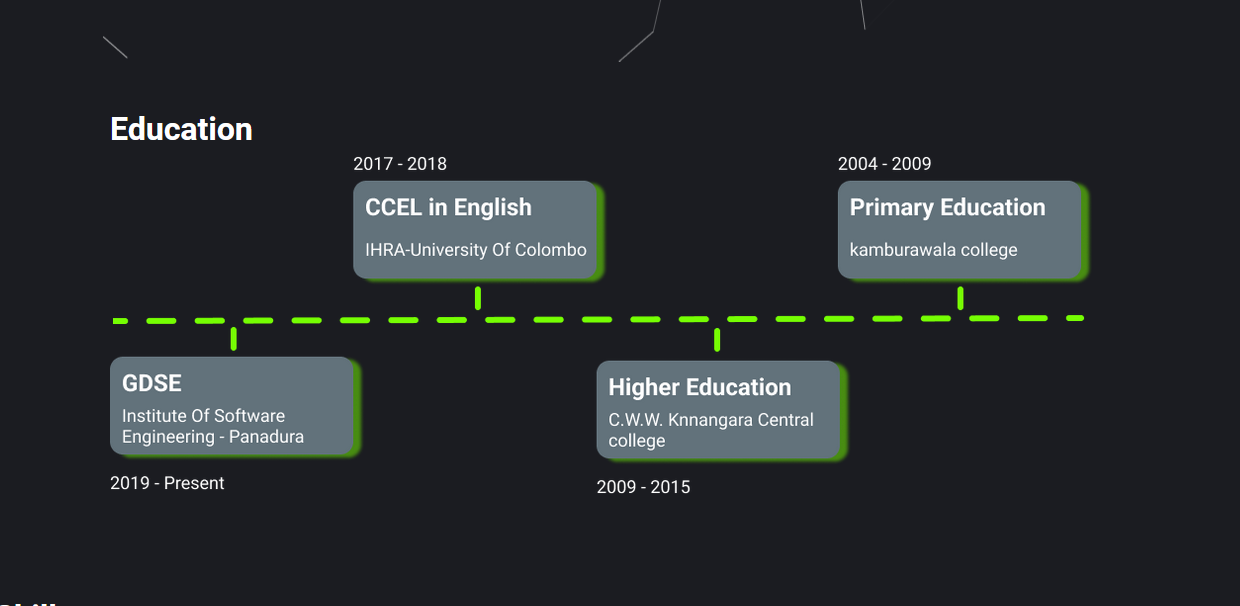 Education
2017 - 2018
CCEL in English
IHRA-University Of Colombo
2004 - 2009
Primary Education
kamburawala college
GDSE
Institute Of Software
Engineering - Panadura
2019 - Present
Higher Education
C.W.W. Knnangara Central
college
2009 - 2015